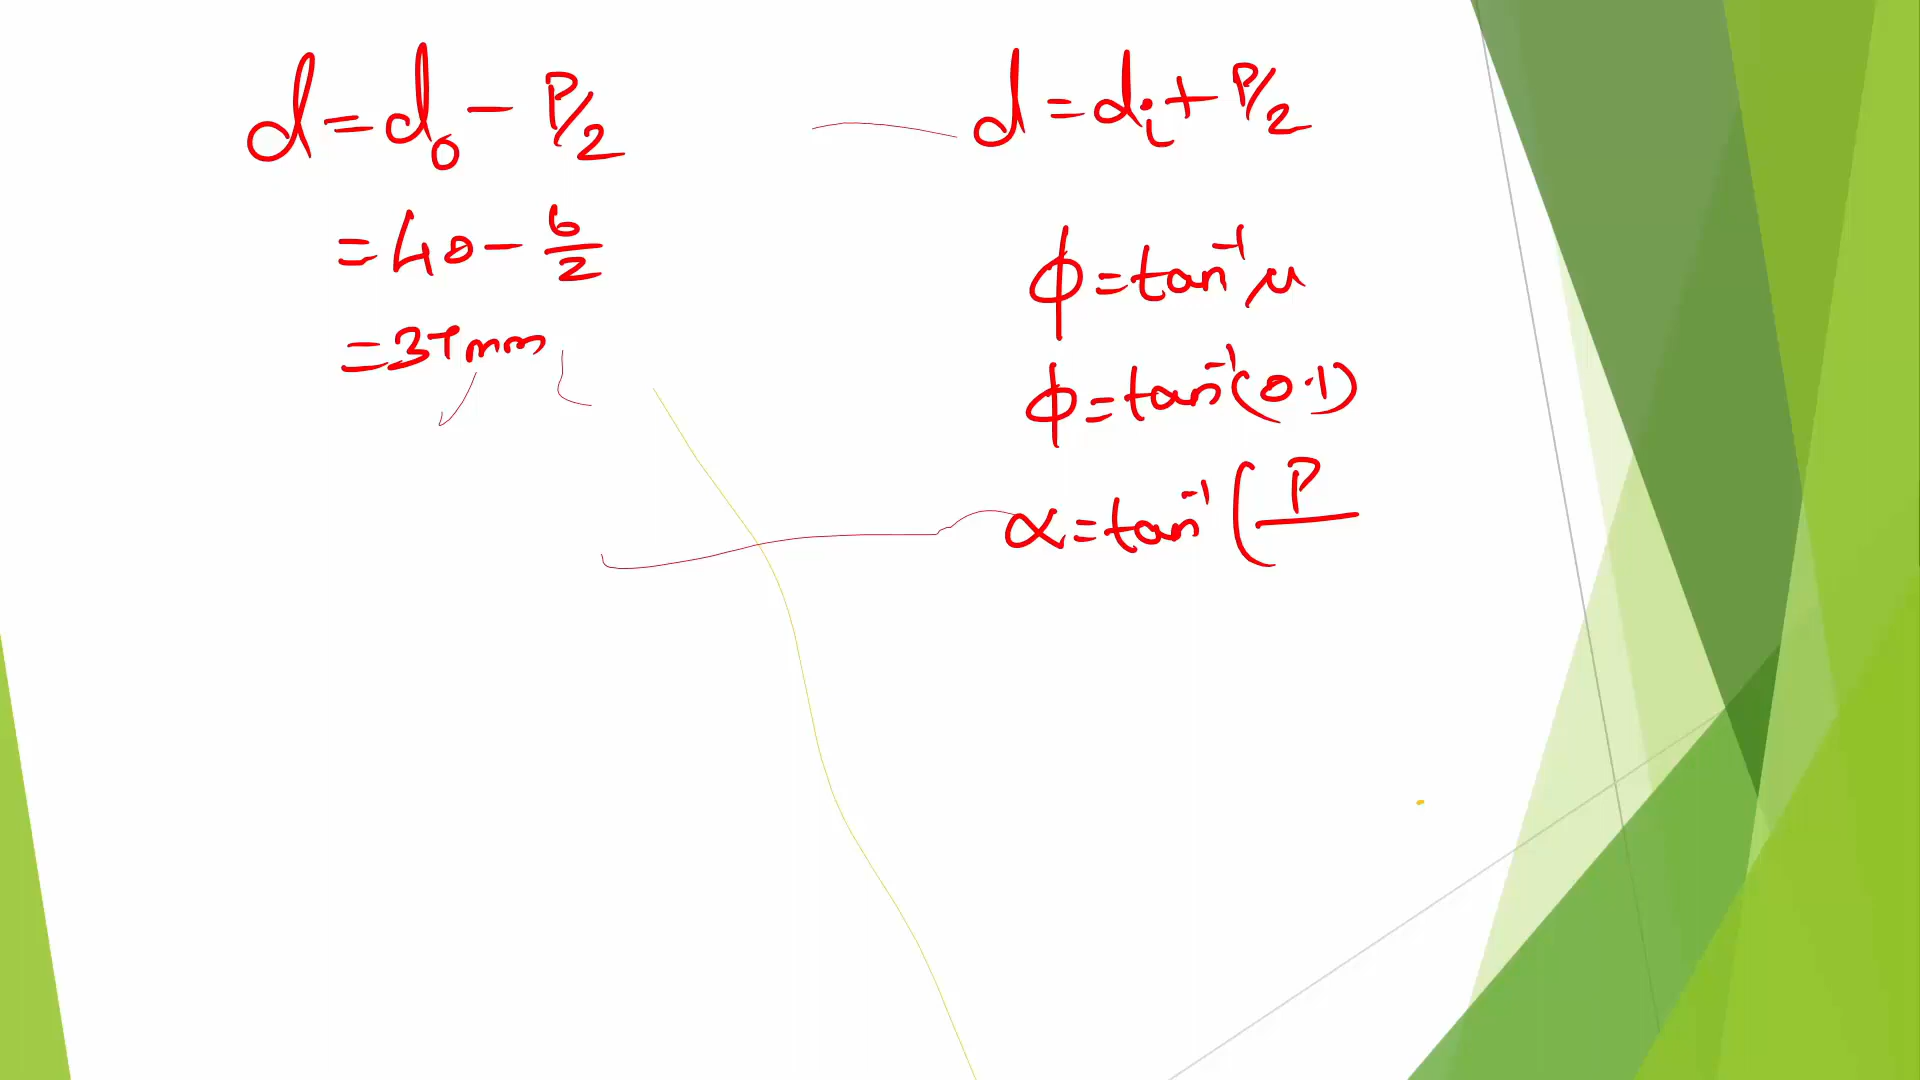 d = d₀ - P/2
= 40 - 6/2
= 37mm
d = di + P/2
ϕ = tan⁻¹ μ
ϕ = tan⁻¹(0.1)
α = tan⁻¹ (P/